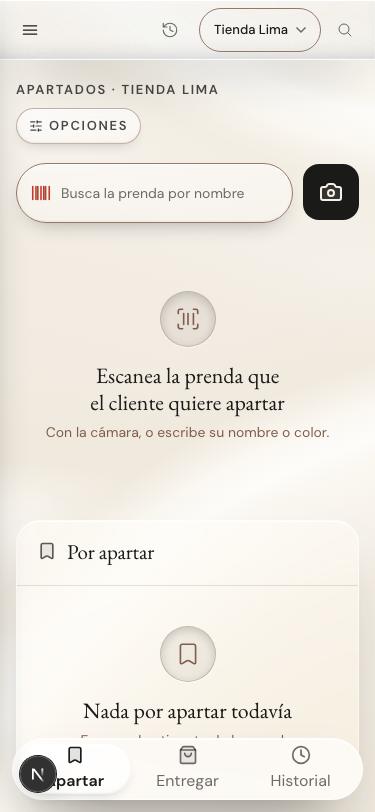 Tienda Lima
APARTADOS · TIENDA LIMA
OPCIONES
Busca la prenda por nombre
Escanea la prenda que
el cliente quiere apartar
Con la cámara, o escribe su nombre o color.
Por apartar
Nada por apartar todavía
N
partar
Entregar
Historial